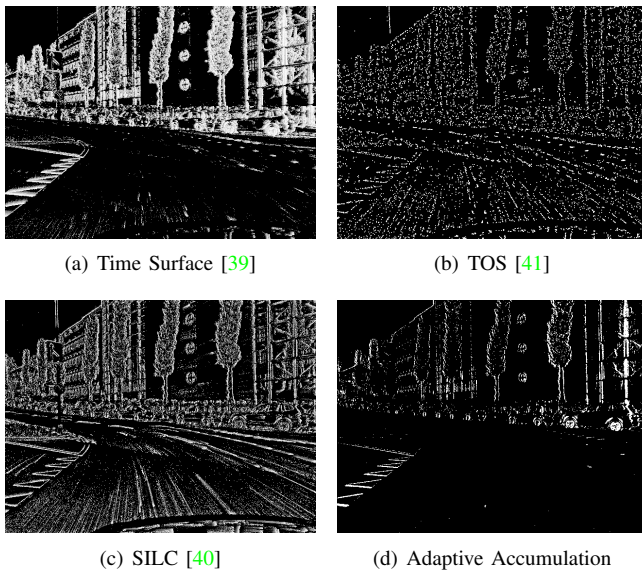 (a) Time Surface [39]
(b) TOS [41]
(c) SILC [40]
(d) Adaptive Accumulation